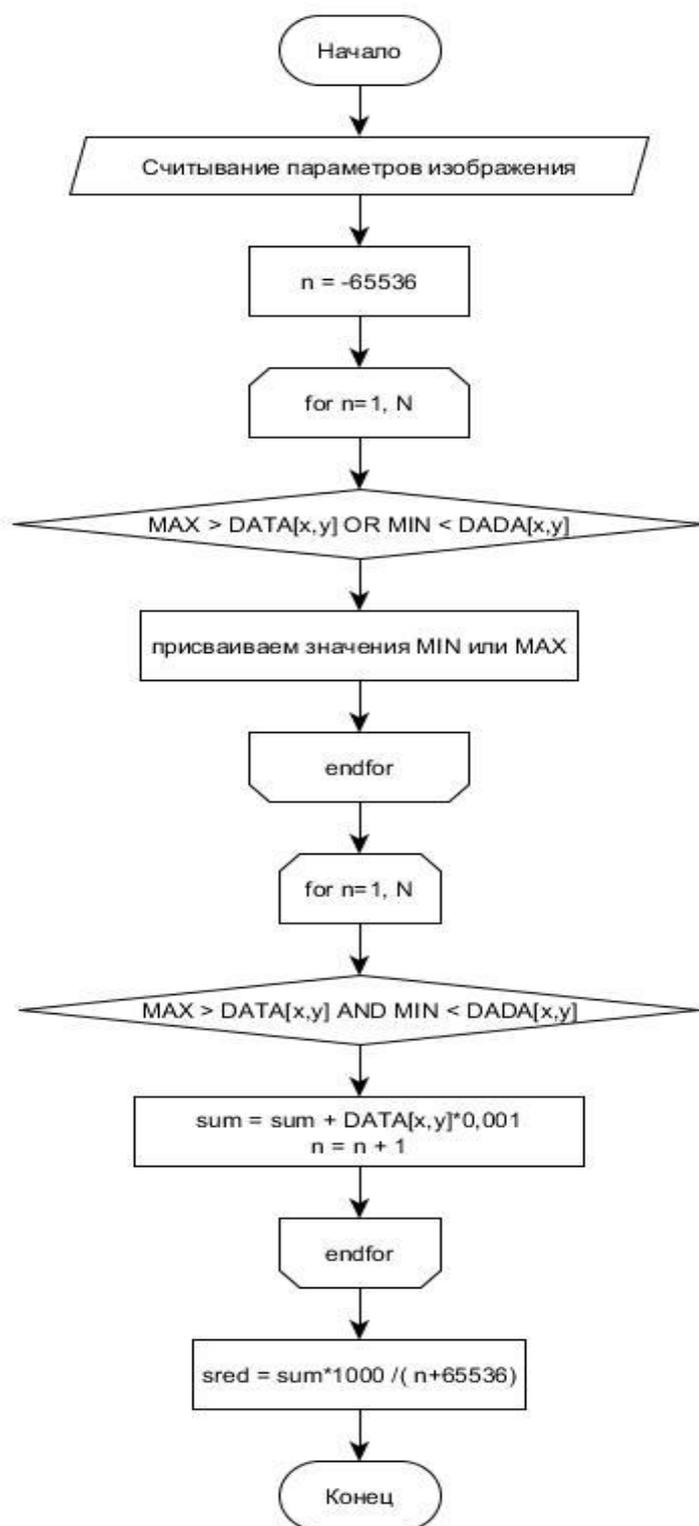 Начало
Считывание параметров изображения
n = -65536
for n=1, N
MAX > DATA[x,y] OR MIN < DADA[x,y]
присваиваем значения MIN или MAX
endfor
for n=1, N
MAX > DATA[x,y] AND MIN < DADA[x,y]
sum = sum + DATA[x,y]*0,001
n = n + 1
endfor
sred = sum*1000 /( n+65536)
Конец